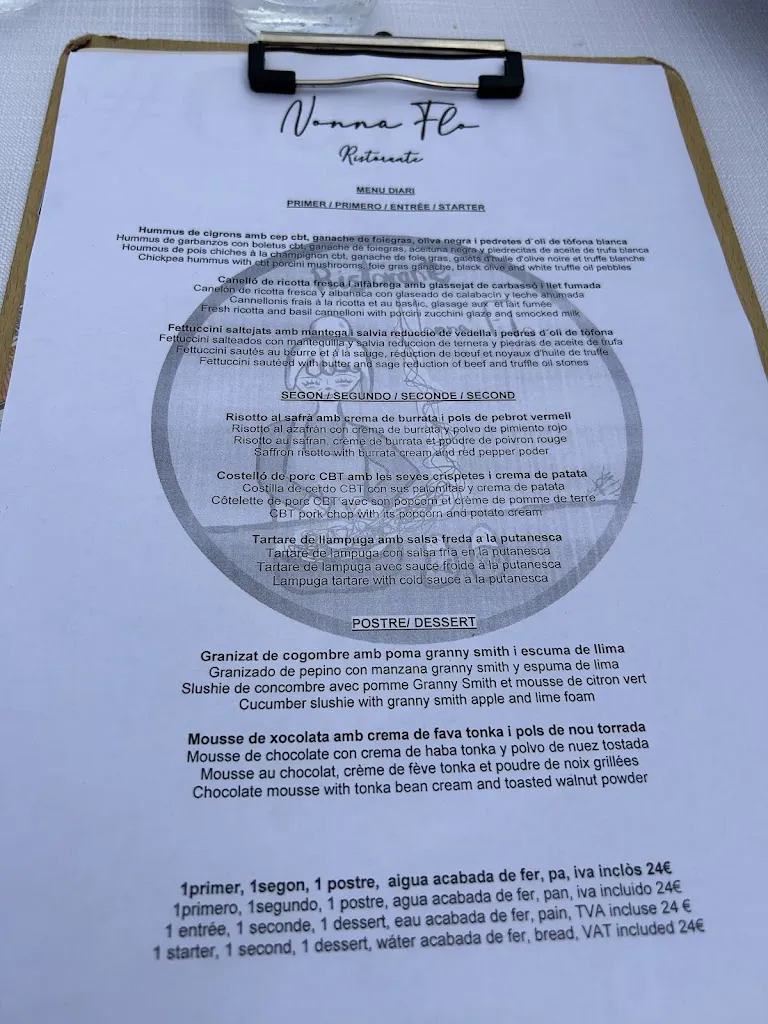 Nonna Flo
Ristorante
MENU DIARI
PRIMER / PRIMERO / ENTRÉE / STARTER
Hummus de cigrons amb cep cbt, ganache de foiegras, oliva negra i pedretes d´oli de tòfona blanca
Hummus de garbanzos con boletus cbt, ganache de foiegras, aceituna negra y piedrecitas de aceite de trufa blanca
Houmous de pois chiches à la champignon cbt, ganache de foie gras, galets d'huile d'olive noire et truffe blanche
Chickpea hummus with cbt porcini mushrooms, foie gras ganache, black olive and white truffle oil pebbles
Caneló de ricotta fresca i alfàbrega amb glassejat de carbassó i llet fumada
Canelón de ricotta fresca y albahaca con glaseado de calabacin y leche ahumada
Cannellonis frais à la ricotta et au basilic, glasage aux et lait fumée
Fresh ricotta and basil cannelloni with porcini zucchini glaze and smocked milk
Fettuccini saltejats amb mantega i salvia reduccio de vedella i pedres d´oli de tòfona
Fettuccini salteados con mantequilla y salvia reduccion de ternera y piedras de aceite de trufa
Fettuccini sautés au beurre et à la sauge, réduction de bœuf et noyaux d'huile de truffe
Fettuccini sautéed with butter and sage reduction of beef and truffle oil stones
SEGON / SEGUNDO / SECONDE / SECOND
Risotto al safrà amb crema de burrata i pols de pebrot vermell
Risotto al azafrán con crema de burrata y polvo de pimiento rojo
Risotto au safran, crème de burrata et poudre de poivron rouge
Saffron risotto with burrata cream and red pepper poder
Costelló de porc CBT amb les seves crispetes i crema de patata
Costilla de cerdo CBT con sus palomitas y crema de patata
Côtelette de porc CBT avec son popcorn et crème de pomme de terre
CBT pork chop with its popcorn and potato cream
Tartare de llampuga amb salsa freda a la putanesca
Tartare de lampuga con salsa fria en la putanesca
Tartare de lampuga avec sauce froide à la putanesca
Lampuga tartare with cold sauce a la putanesca
POSTRE/ DESSERT
Granizat de cogombre amb poma granny smith i escuma de llima
Granizado de pepino con manzana granny smith y espuma de lima
Slushie de concombre avec pomme Granny Smith et mousse de citron vert
Cucumber slushie with granny smith apple and lime foam
Mousse de xocolata amb crema de fava tonka i pols de nou torrada
Mousse de chocolate con crema de haba tonka y polvo de nuez tostada
Mousse au chocolat, crème de fève tonka et poudre de noix grillées
Chocolate mousse with tonka bean cream and toasted walnut powder
1primer, 1segon, 1 postre, aigua acabada de fer, pa, iva inclòs 24€
1primero, 1segundo, 1 postre, agua acabada de fer, pan, iva incluido 24€
1 entrée, 1 seconde, 1 dessert, eau acabada de fer, pain, TVA incluse 24 €
1 starter, 1 second, 1 dessert, wáter acabada de fer, bread, VAT included 24€